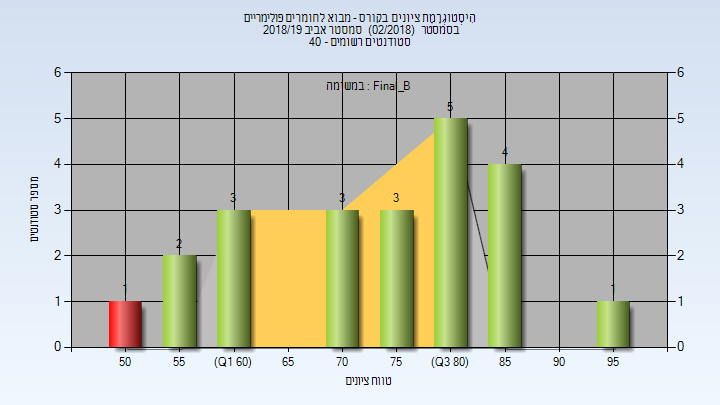 היסטוגרמת ציונים בקורס - מבוא לחומרים פולימריים
בסמסטר (02/2018) סמסטר אביב 2018/19
סטודנטים רשומים - 40
במשימה : Final_B
מספר סטודנטים
6 6
5 5
4 4
3 3
2 2
1 1
0 0
1 2 3 3 3 5 4 1
50 55 (Q1 60) 65 70 75 (Q3 80) 85 90 95
טווח ציונים